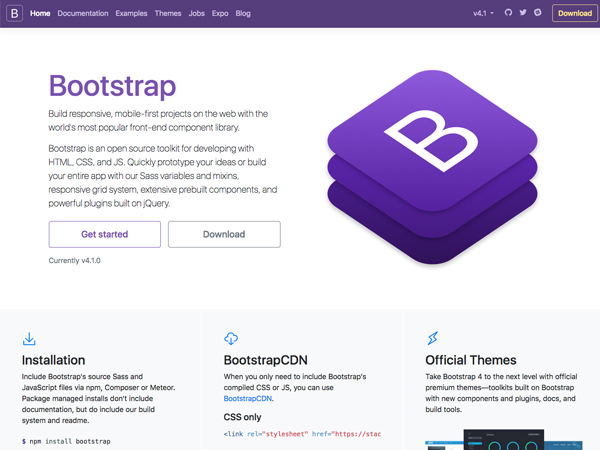 B Home Documentation Examples Themes Jobs Expo Blog v4.1 Download
Bootstrap
Build responsive, mobile-first projects on the web with the
world's most popular front-end component library.
Bootstrap is an open source toolkit for developing with
HTML, CSS, and JS. Quickly prototype your ideas or build
your entire app with our Sass variables and mixins,
responsive grid system, extensive prebuilt components, and
powerful plugins built on jQuery.
Get started Download
Currently v4.1.0
B
Installation
Include Bootstrap's source Sass and
JavaScript files via npm, Composer or Meteor.
Package managed installs don't include
documentation, but do include our build
system and readme.
$ npm install bootstrap
BootstrapCDN
When you only need to include Bootstrap's
compiled CSS or JS, you can use
BootstrapCDN.
CSS only
<link rel="stylesheet" href="https://stac
Official Themes
Take Bootstrap 4 to the next level with official
premium themes—toolkits built on Bootstrap
with new components and plugins, docs, and
build tools.